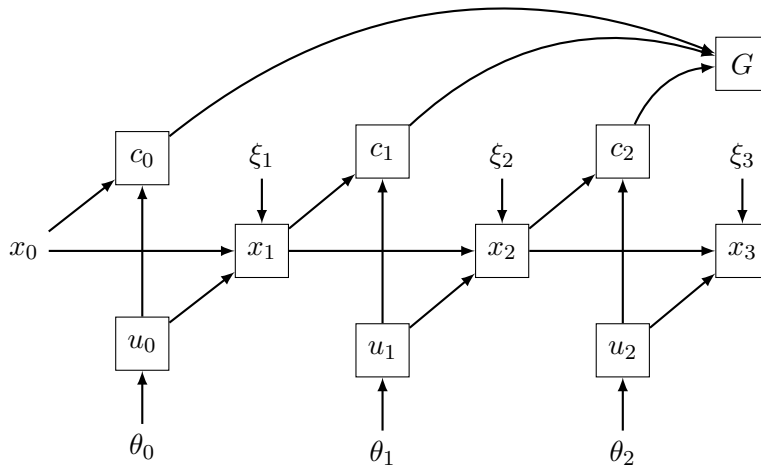 G
c₀ ξ₁ c₁ ξ₂ c₂ ξ₃
x₀ x₁ x₂ x₃
u₀ u₁ u₂
θ₀ θ₁ θ₂